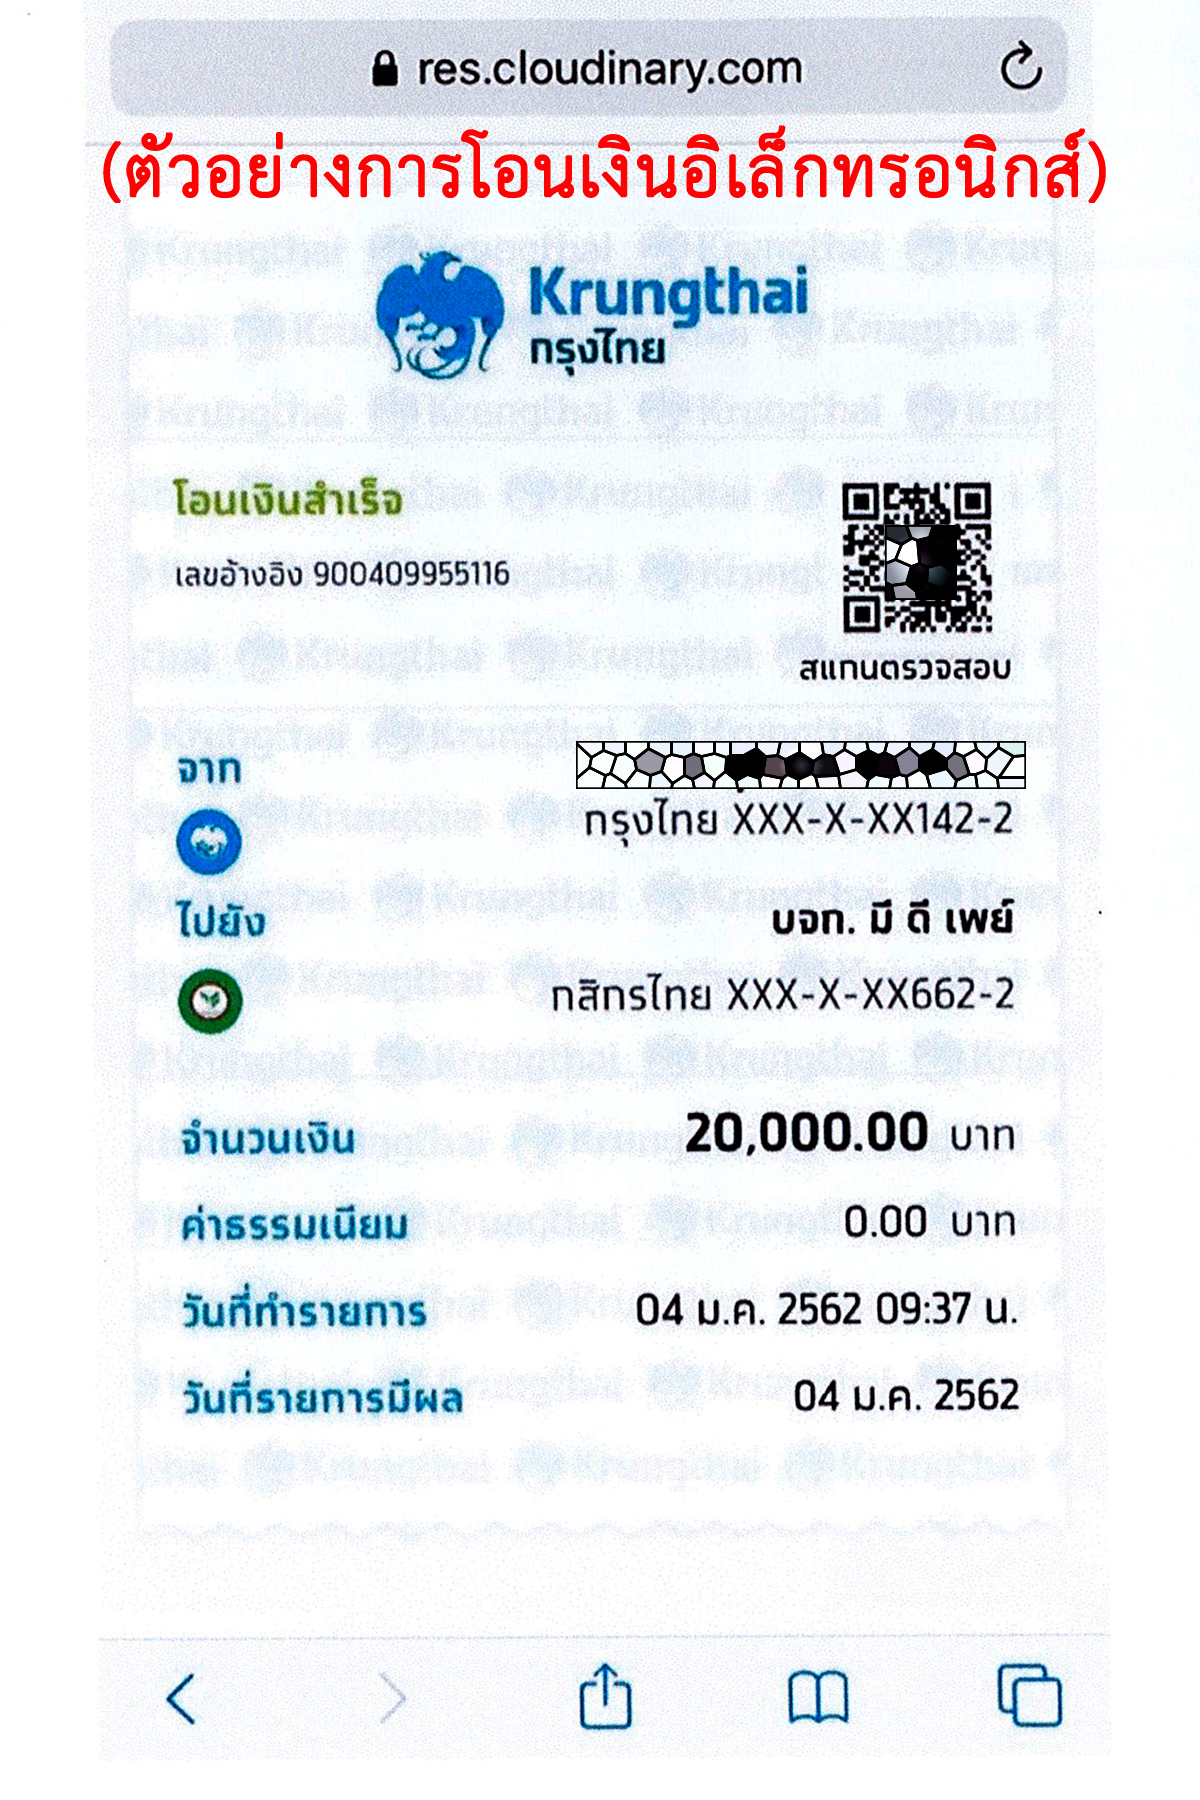 res.cloudinary.com
(ตัวอย่างการโอนเงินอิเล็กทรอนิกส์)
Krungthai
กรุงไทย
โอนเงินสำเร็จ
เลขอ้างอิง 900409955116
สแกนตรวจสอบ
จาก
กรุงไทย XXX-X-XX142-2
ไปยัง บจก. มี ดี เพย์
กสิกรไทย XXX-X-XX662-2
จำนวนเงิน 20,000.00 บาท
ค่าธรรมเนียม 0.00 บาท
วันที่ทำรายการ 04 ม.ค. 2562 09:37 น.
วันที่รายการมีผล 04 ม.ค. 2562